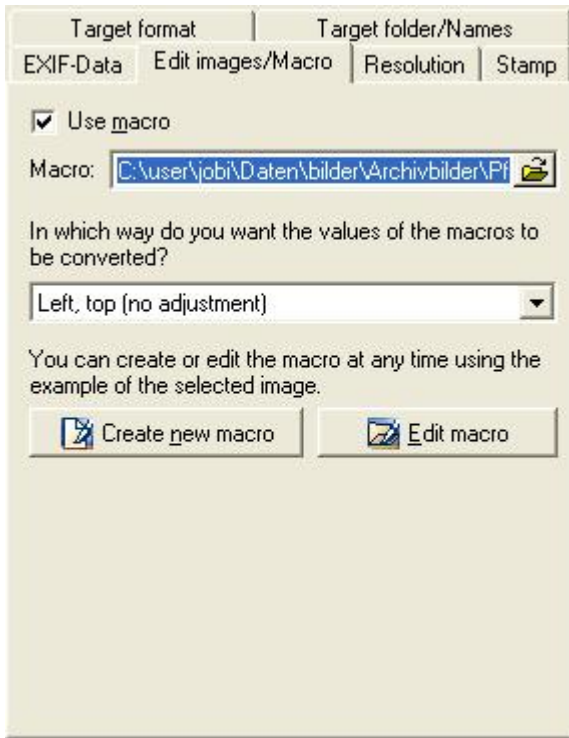 Target format Target folder/Names
EXIF-Data Edit images/Macro Resolution Stamp
Use macro
Macro: C:\user\jobi\Daten\bilder\Archivbilder\Pf
In which way do you want the values of the macros to
be converted?
Left, top (no adjustment)
You can create or edit the macro at any time using the
example of the selected image.
Create new macro Edit macro